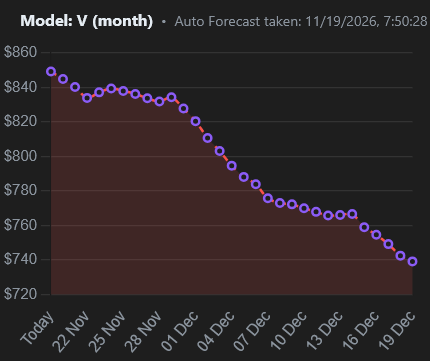 Model: V (month) • Auto Forecast taken: 11/19/2026, 7:50:28
$860
$840
$820
$800
$780
$760
$740
$720
Today
22 Nov
25 Nov
28 Nov
01 Dec
04 Dec
07 Dec
10 Dec
13 Dec
16 Dec
19 Dec